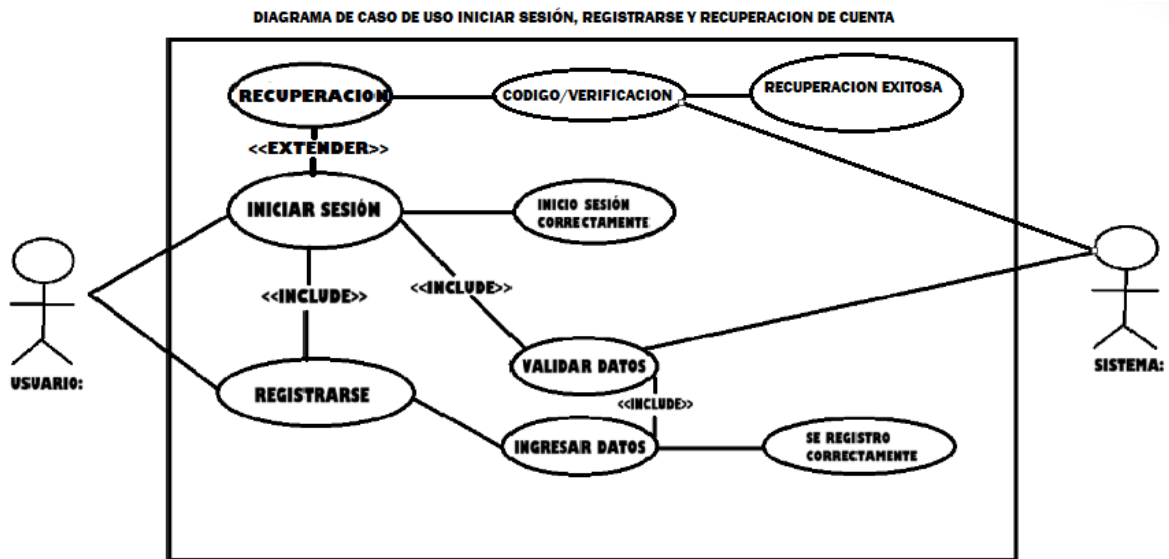 DIAGRAMA DE CASO DE USO INICIAR SESIÓN, REGISTRARSE Y RECUPERACION DE CUENTA
RECUPERACION
CODIGO/VERIFICACION
RECUPERACION EXITOSA
<<EXTENDER>>
INICIAR SESIÓN
INICIO SESIÓN
CORRECTAMENTE
<<INCLUDE>>
<<INCLUDE>>
VALIDAR DATOS
SISTEMA:
USUARIO:
REGISTRARSE
<<INCLUDE>>
INGRESAR DATOS
SE REGISTRO
CORRECTAMENTE